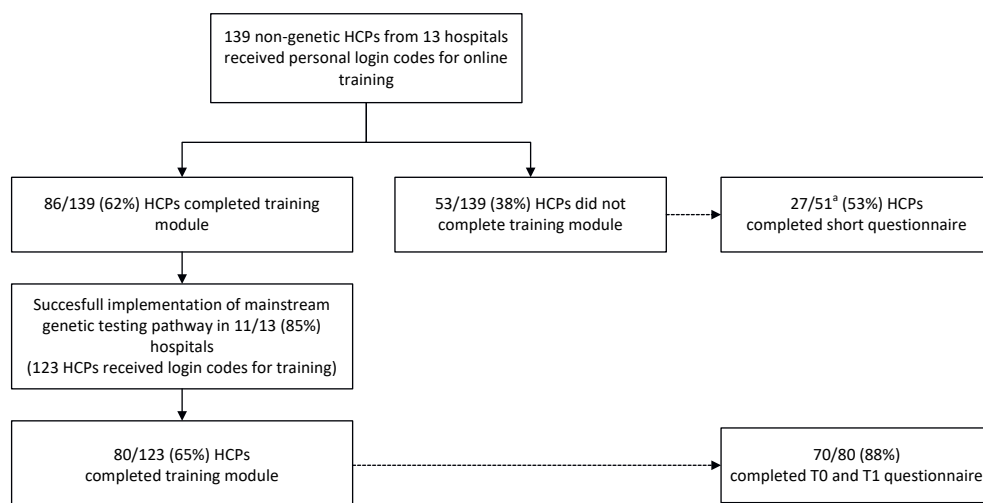 139 non-genetic HCPs from 13 hospitals
received personal login codes for online
training
86/139 (62%) HCPs completed training
module
53/139 (38%) HCPs did not
complete training module
27/51ᵃ (53%) HCPs
completed short questionnaire
Succesfull implementation of mainstream
genetic testing pathway in 11/13 (85%)
hospitals
(123 HCPs received login codes for training)
80/123 (65%) HCPs
completed training module
70/80 (88%)
completed T0 and T1 questionnaire